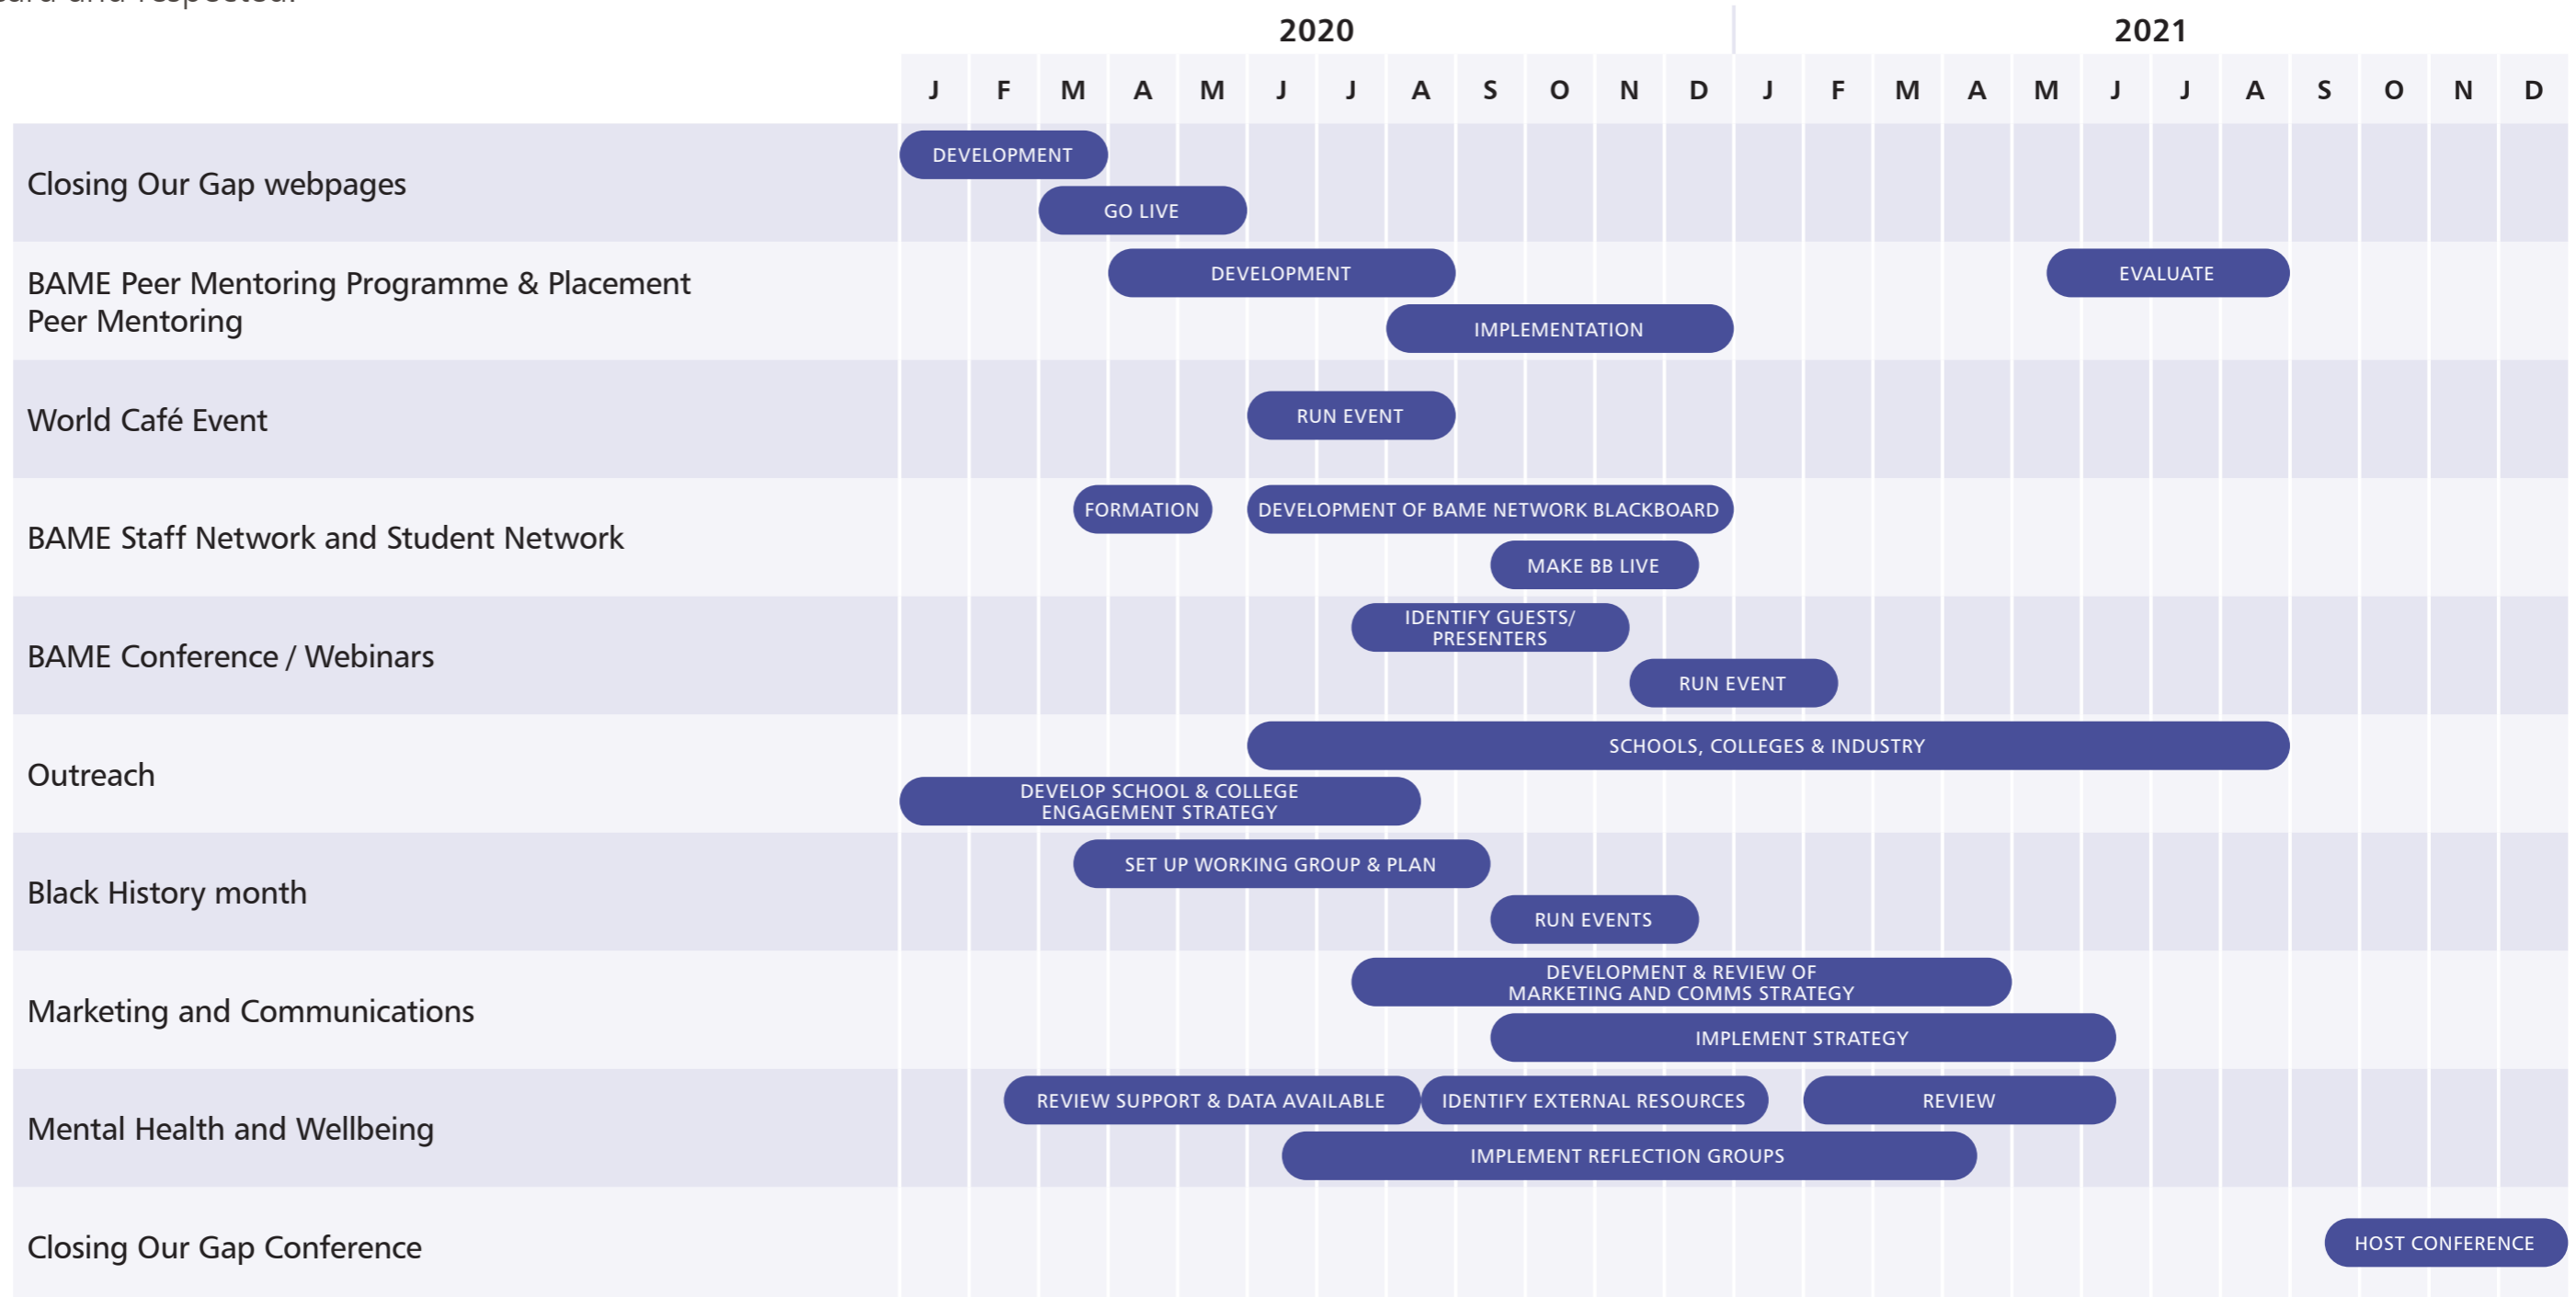 2020 2021
J F M A M J J A S O N D J F M A M J J A S O N D
Closing Our Gap webpages
DEVELOPMENT
GO LIVE
BAME Peer Mentoring Programme & Placement
Peer Mentoring
DEVELOPMENT
EVALUATE
IMPLEMENTATION
World Café Event
RUN EVENT
BAME Staff Network and Student Network
FORMATION
DEVELOPMENT OF BAME NETWORK BLACKBOARD
MAKE BB LIVE
BAME Conference / Webinars
IDENTIFY GUESTS/
PRESENTERS
RUN EVENT
Outreach
SCHOOLS, COLLEGES & INDUSTRY
DEVELOP SCHOOL & COLLEGE
ENGAGEMENT STRATEGY
Black History month
SET UP WORKING GROUP & PLAN
RUN EVENTS
Marketing and Communications
DEVELOPMENT & REVIEW OF
MARKETING AND COMMS STRATEGY
IMPLEMENT STRATEGY
Mental Health and Wellbeing
REVIEW SUPPORT & DATA AVAILABLE
IDENTIFY EXTERNAL RESOURCES
REVIEW
IMPLEMENT REFLECTION GROUPS
Closing Our Gap Conference
HOST CONFERENCE